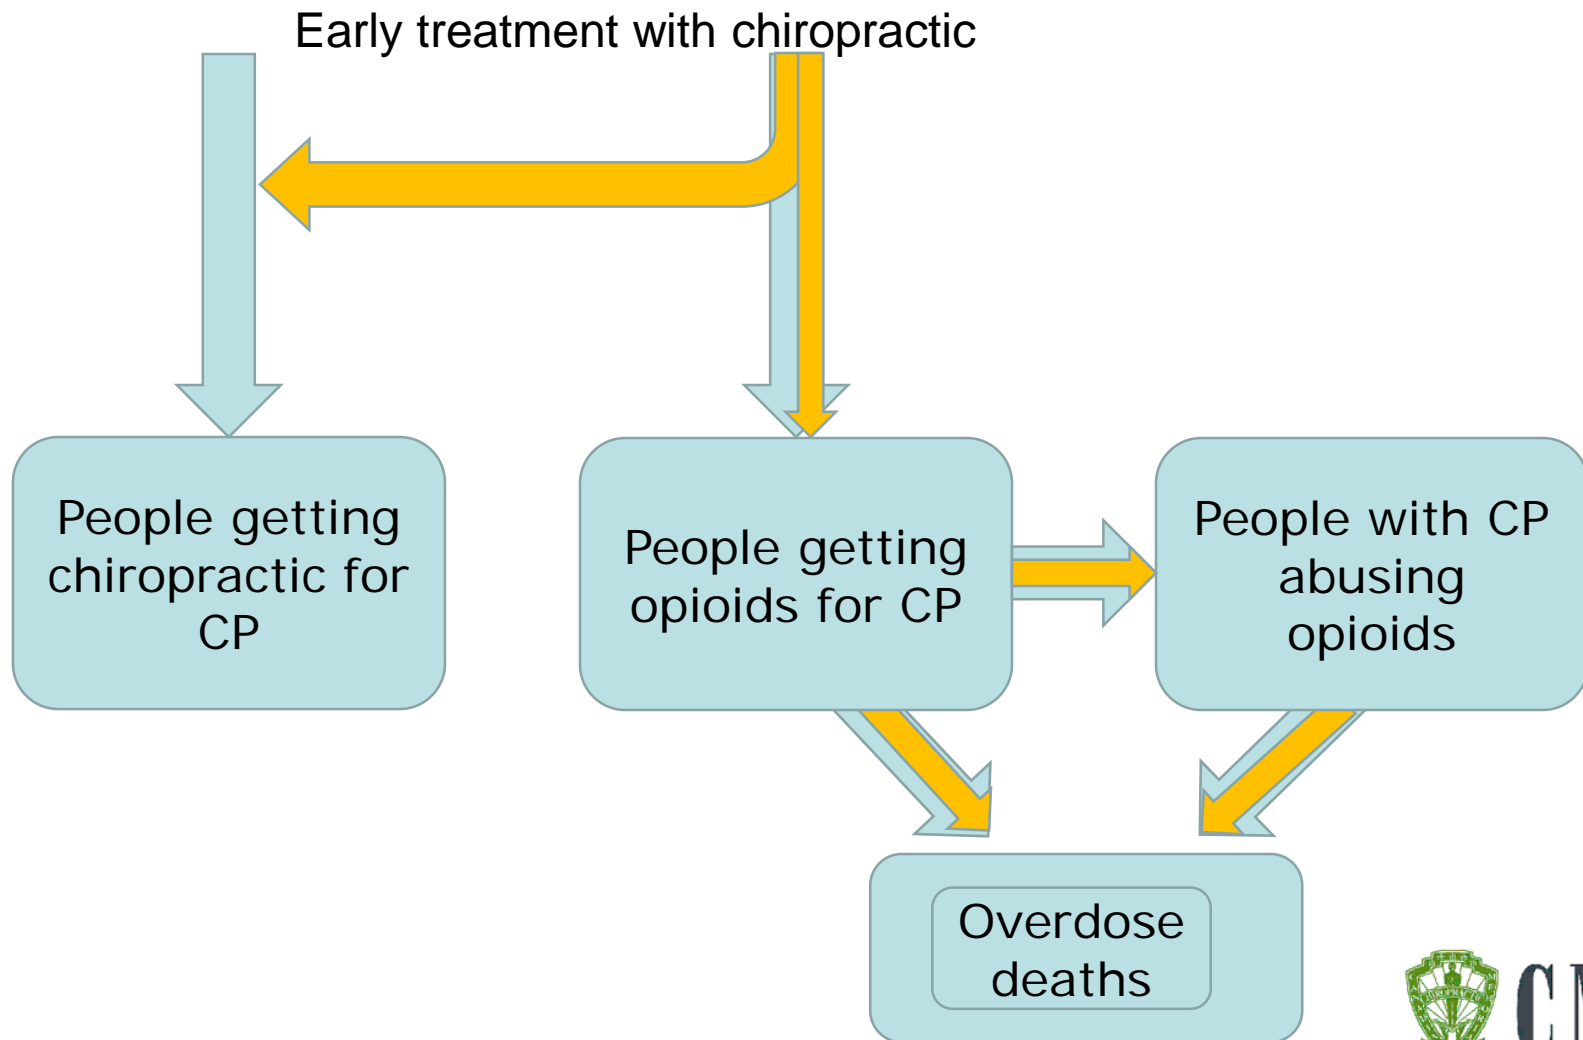 Early treatment with chiropractic
People getting
chiropractic for
CP
People getting
opioids for CP
People with CP
abusing
opioids
Overdose
deaths